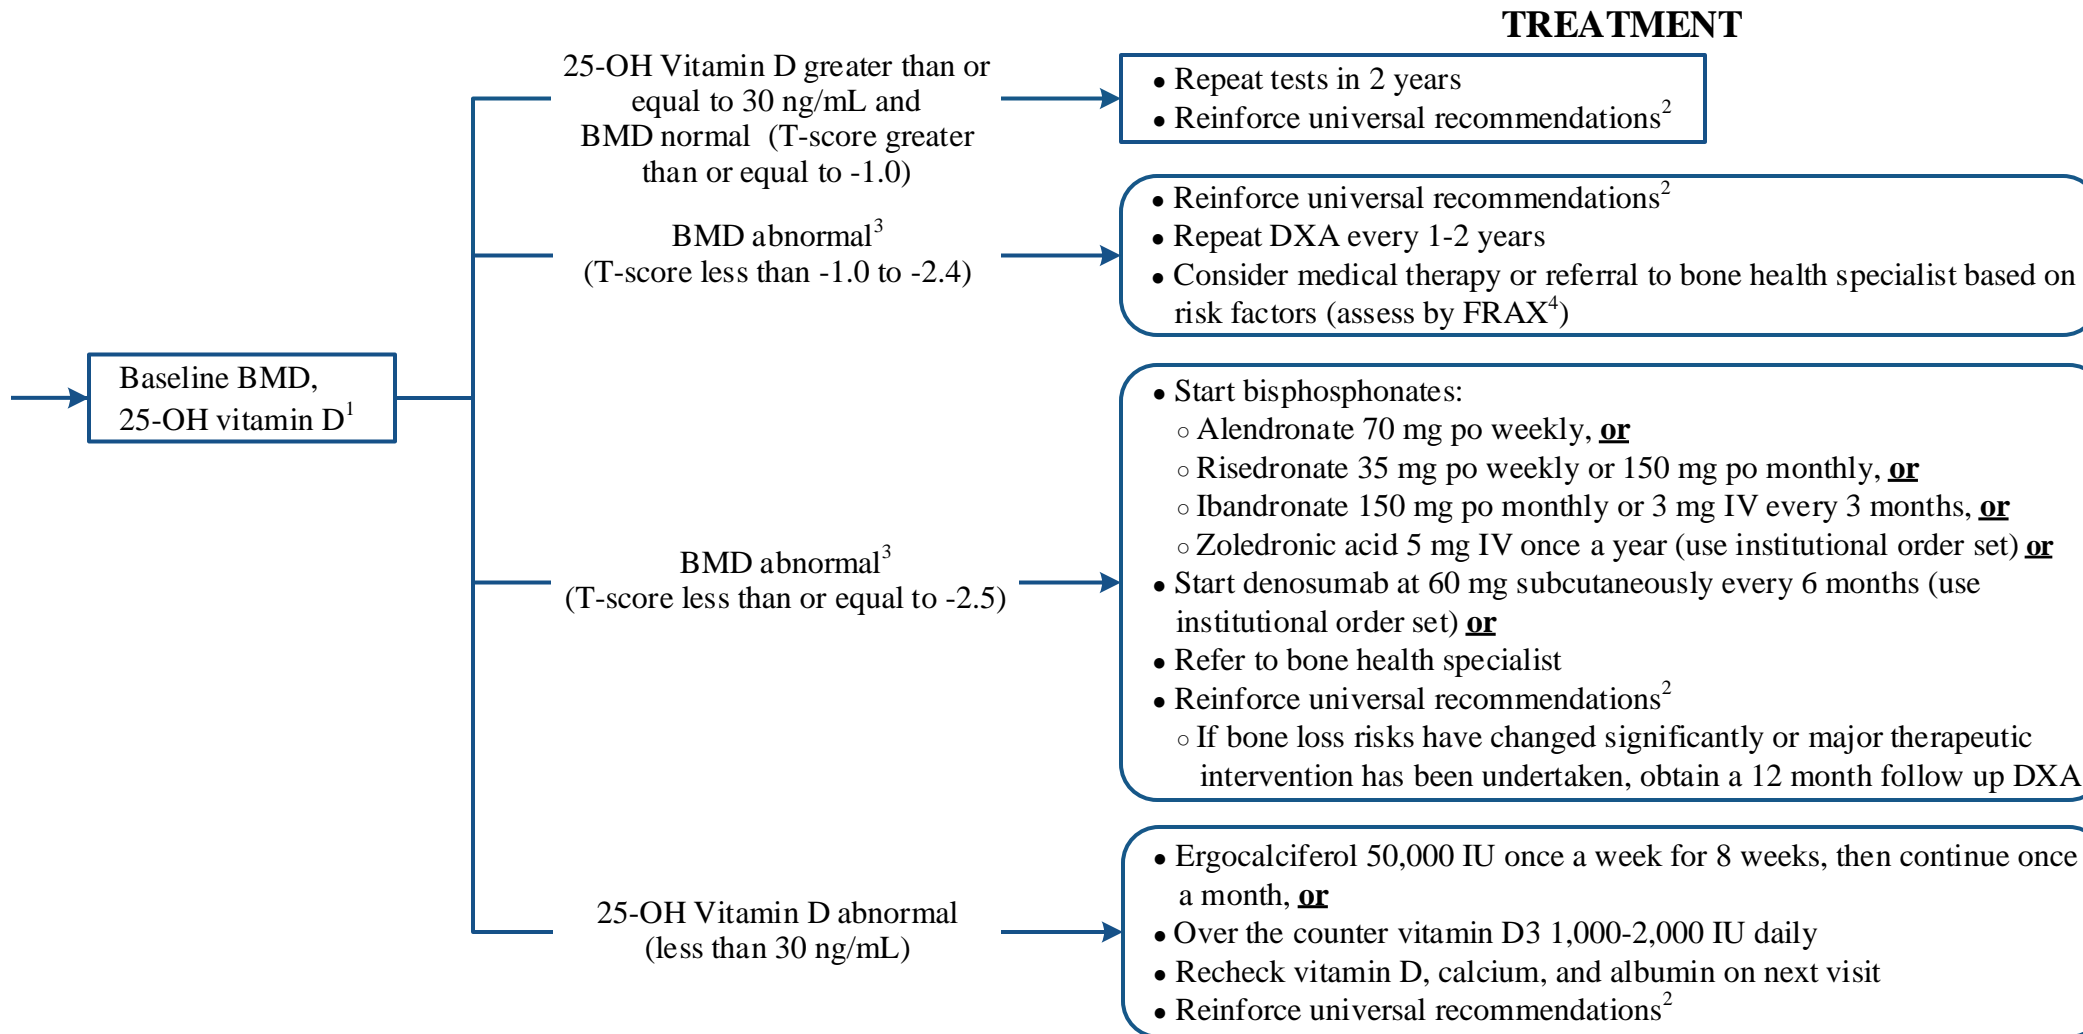 TREATMENT
25-OH Vitamin D greater than or
equal to 30 ng/mL and
BMD normal (T-score greater
than or equal to -1.0)
• Repeat tests in 2 years
• Reinforce universal recommendations²
BMD abnormal³
(T-score less than -1.0 to -2.4)
• Reinforce universal recommendations²
• Repeat DXA every 1-2 years
• Consider medical therapy or referral to bone health specialist based on
risk factors (assess by FRAX⁴)
Baseline BMD,
25-OH vitamin D¹
BMD abnormal³
(T-score less than or equal to -2.5)
• Start bisphosphonates:
○ Alendronate 70 mg po weekly, or
○ Risedronate 35 mg po weekly or 150 mg po monthly, or
○ Ibandronate 150 mg po monthly or 3 mg IV every 3 months, or
○ Zoledronic acid 5 mg IV once a year (use institutional order set) or
• Start denosumab at 60 mg subcutaneously every 6 months (use
institutional order set) or
• Refer to bone health specialist
• Reinforce universal recommendations²
○ If bone loss risks have changed significantly or major therapeutic
intervention has been undertaken, obtain a 12 month follow up DXA
25-OH Vitamin D abnormal
(less than 30 ng/mL)
• Ergocalciferol 50,000 IU once a week for 8 weeks, then continue once
a month, or
• Over the counter vitamin D3 1,000-2,000 IU daily
• Recheck vitamin D, calcium, and albumin on next visit
• Reinforce universal recommendations²